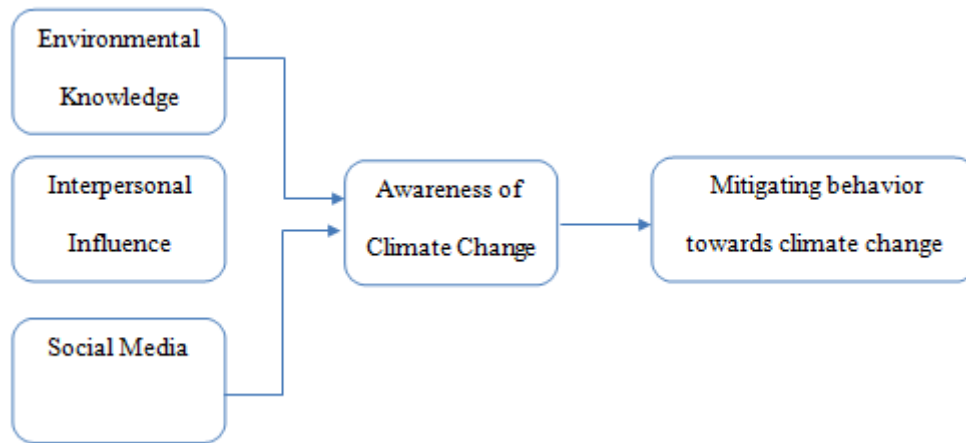 Environmental
Knowledge
Interpersonal
Influence
Social Media
Awareness of
Climate Change
Mitigating behavior
towards climate change